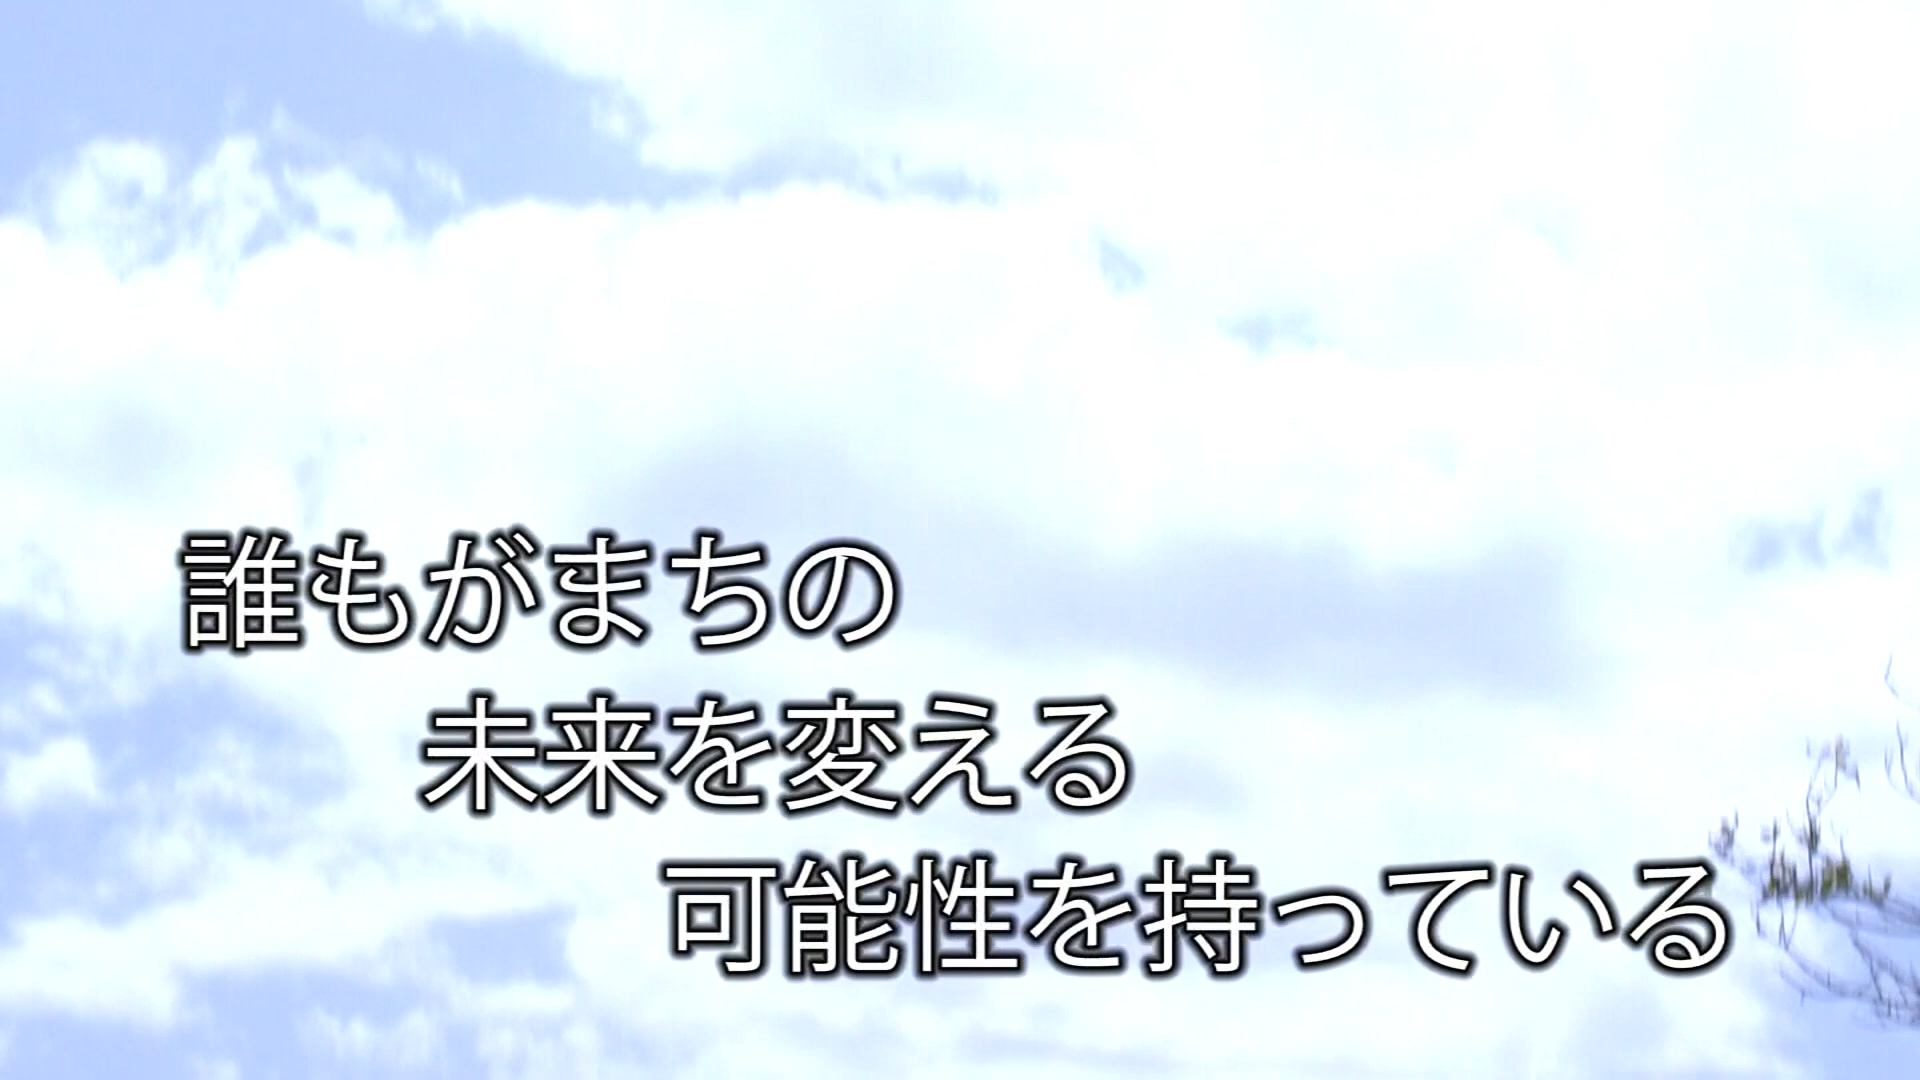 誰もがまちの
未来を変える
可能性を持っている